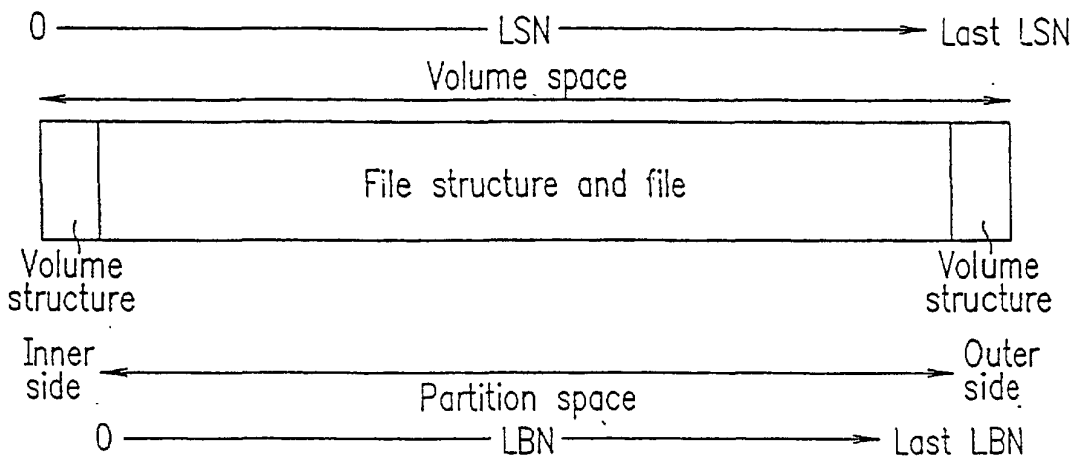 0 LSN Last LSN
Volume space
File structure and file
Volume structure
Volume structure
Inner side
Outer side
Partition space
0 LBN Last LBN